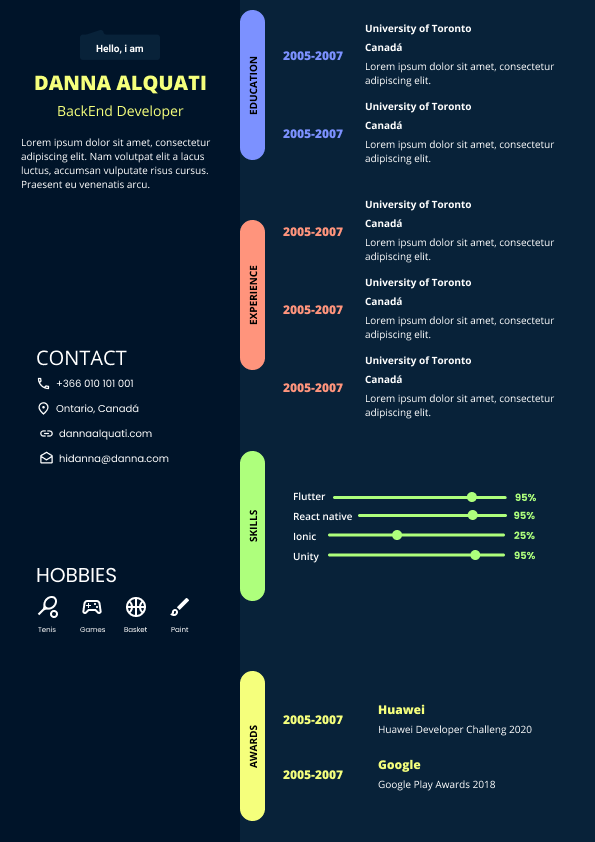 Hello, i am
DANNA ALQUATI
BackEnd Developer
Lorem ipsum dolor sit amet, consectetur
adipiscing elit. Nam volutpat elit a lacus
luctus, accumsan vulputate risus cursus.
Praesent eu venenatis arcu.
CONTACT
+366 010 101 001
Ontario, Canadá
dannaalquati.com
hidanna@danna.com
HOBBIES
Tenis Games Basket Paint
EDUCATION
2005-2007
University of Toronto
Canadá
Lorem ipsum dolor sit amet, consectetur
adipiscing elit.
2005-2007
University of Toronto
Canadá
Lorem ipsum dolor sit amet, consectetur
adipiscing elit.
EXPERIENCE
2005-2007
University of Toronto
Canadá
Lorem ipsum dolor sit amet, consectetur
adipiscing elit.
2005-2007
University of Toronto
Canadá
Lorem ipsum dolor sit amet, consectetur
adipiscing elit.
2005-2007
University of Toronto
Canadá
Lorem ipsum dolor sit amet, consectetur
adipiscing elit.
SKILLS
Flutter 95%
React native 95%
Ionic 25%
Unity 95%
AWARDS
2005-2007
Huawei
Huawei Developer Challeng 2020
2005-2007
Google
Google Play Awards 2018